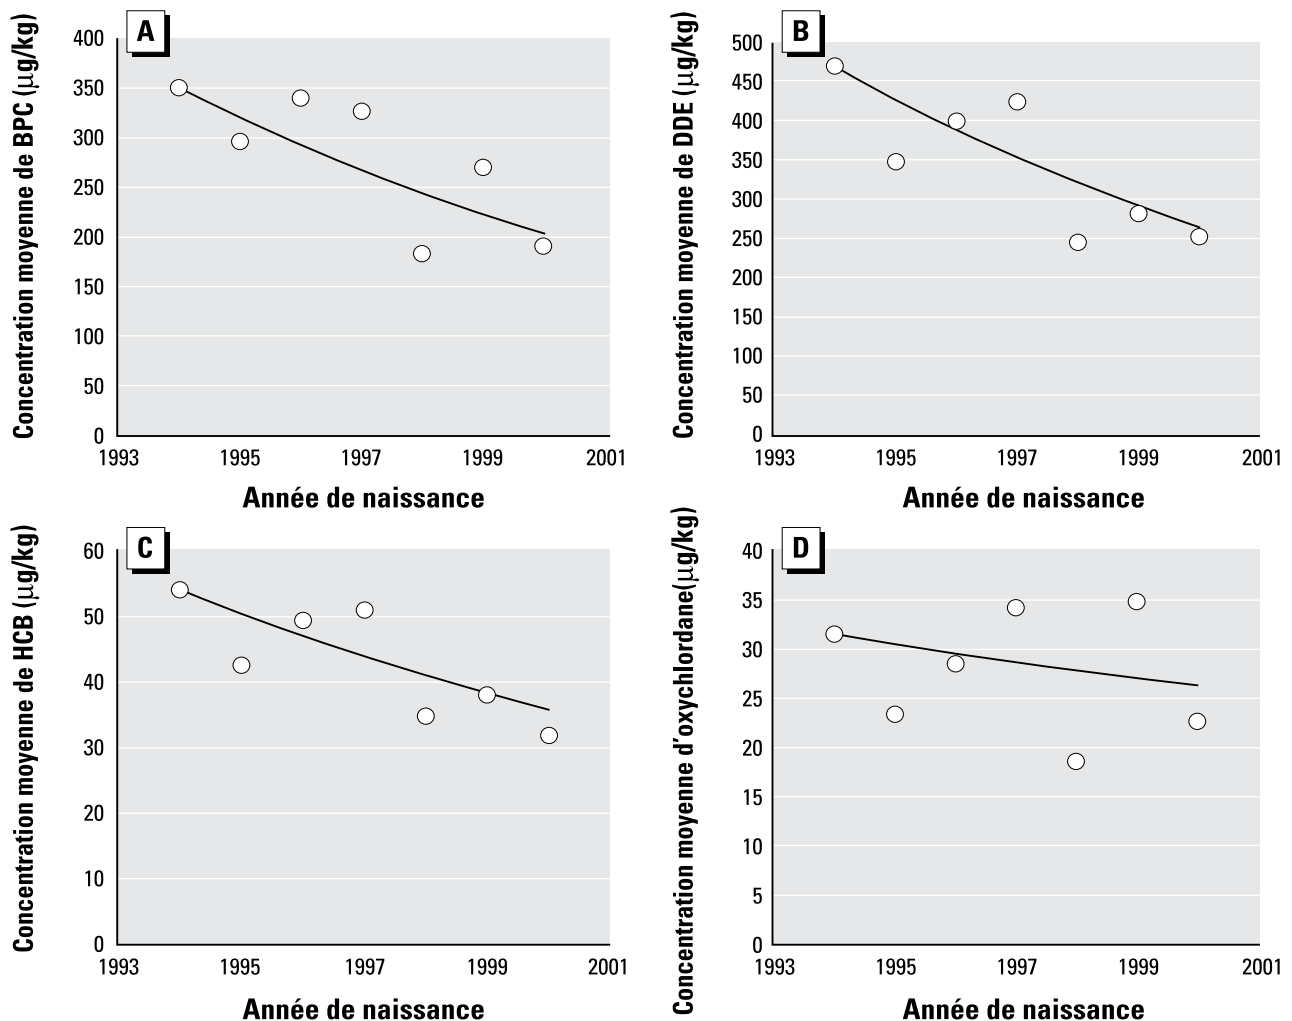 A
Concentration moyenne de BPC (μg/kg)
400
350
300
250
200
150
100
50
0
1993 1995 1997 1999 2001
Année de naissance
B
Concentration moyenne de DDE (μg/kg)
500
450
400
350
300
250
200
150
100
50
0
1993 1995 1997 1999 2001
Année de naissance
C
Concentration moyenne de HCB (μg/kg)
60
50
40
30
20
10
0
1993 1995 1997 1999 2001
Année de naissance
D
Concentration moyenne d'oxychlordane(μg/kg)
40
35
30
25
20
15
10
5
0
1993 1995 1997 1999 2001
Année de naissance